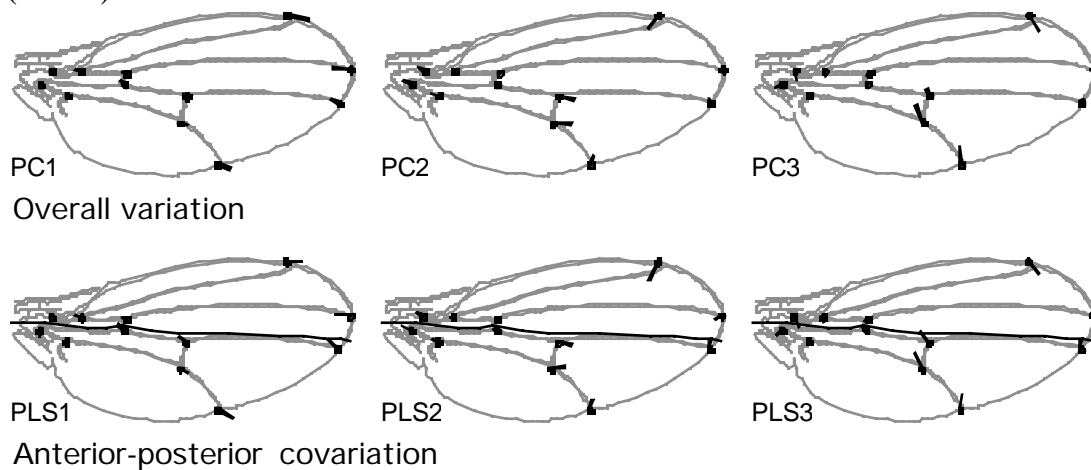 PC1 PC2 PC3
Overall variation
PLS1 PLS2 PLS3
Anterior-posterior covariation